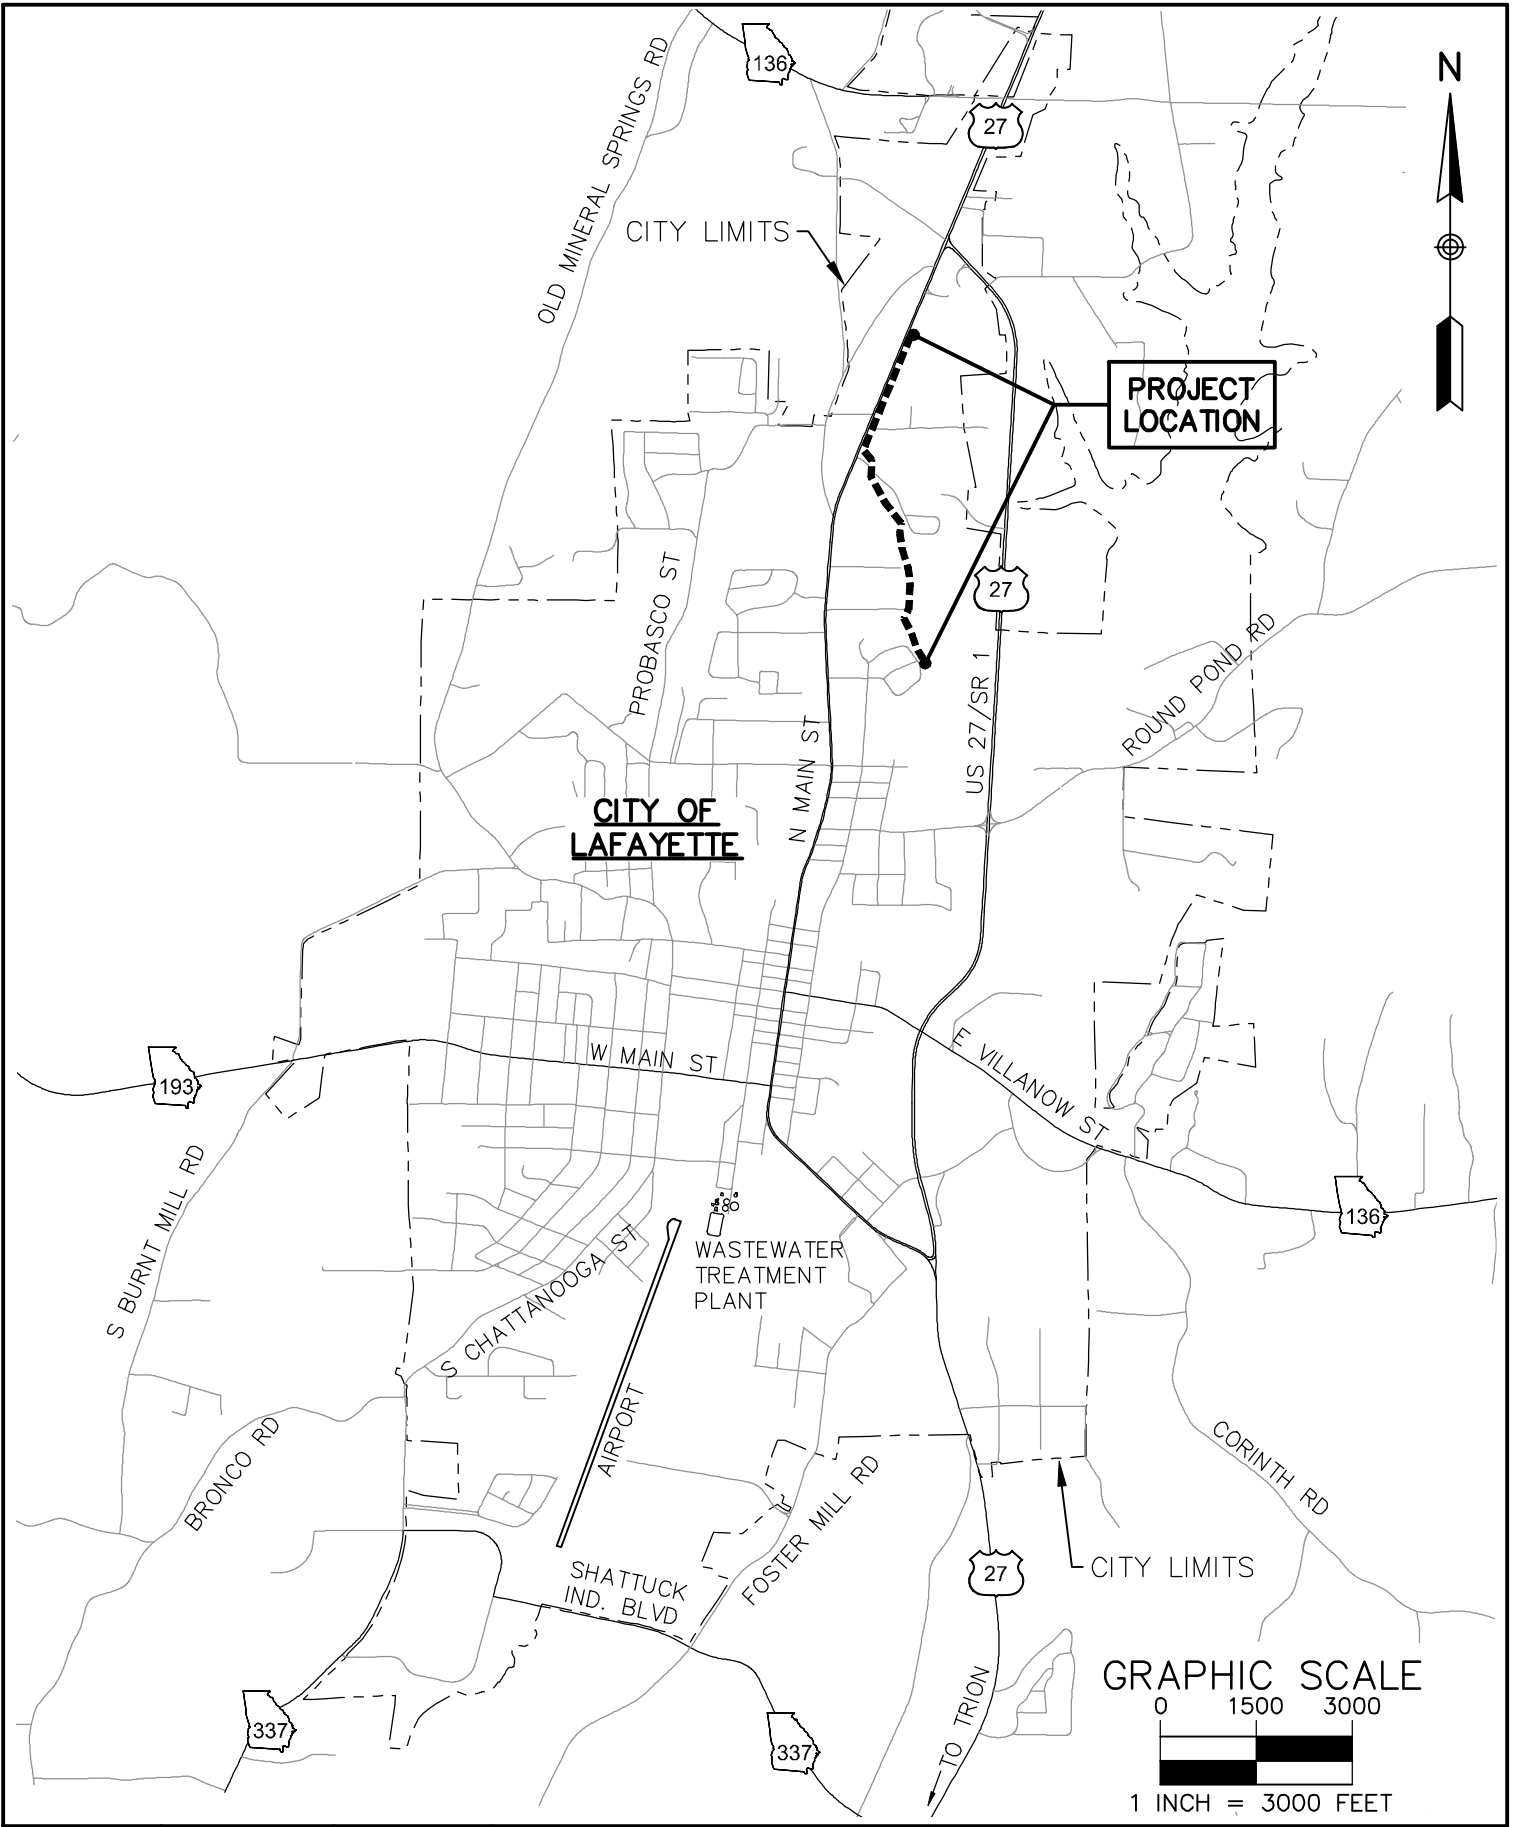 136
N
OLD MINERAL SPRINGS RD
27
CITY LIMITS
PROJECT
LOCATION
PROBASCO ST
27
ROUND POND RD
US 27/SR 1
N MAIN ST
CITY OF
LAFAYETTE
W MAIN ST
E VILLANOW ST
193
S BURNT MILL RD
136
WASTEWATER
TREATMENT
PLANT
S CHATTANOOGA ST
AIRPORT
BRONCO RD
FOSTER MILL RD
CORINTH RD
SHATTUCK
IND. BLVD
27
CITY LIMITS
337
337
TO TRION
GRAPHIC SCALE
0 1500 3000
1 INCH = 3000 FEET